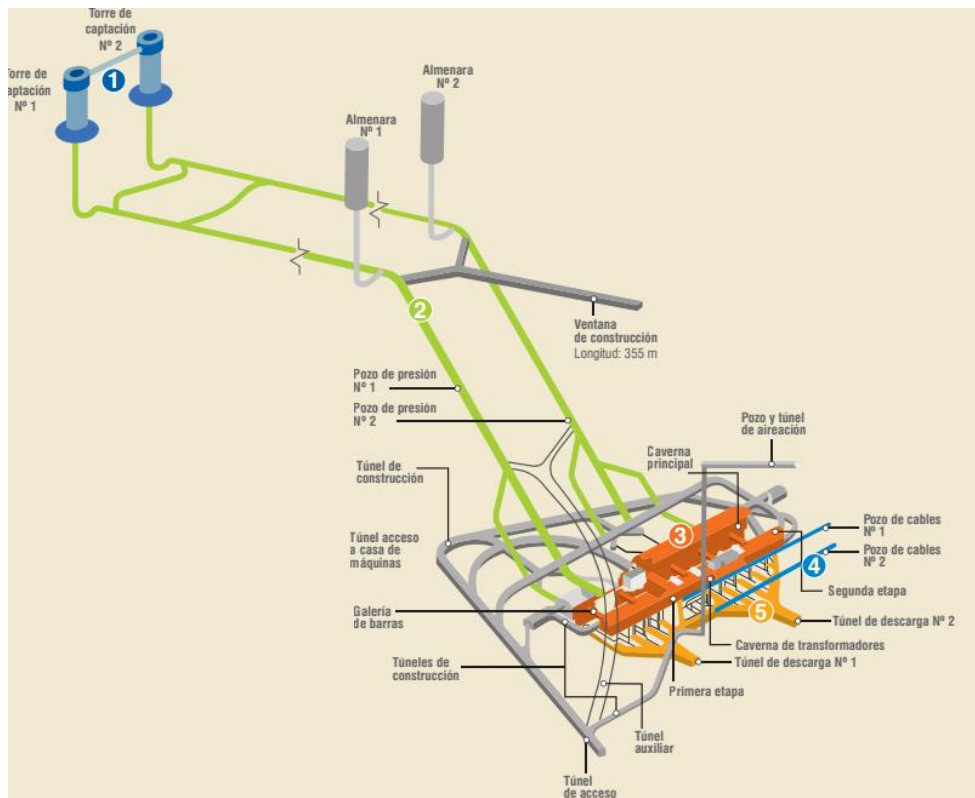 Torre de
captación
Nº 2
Torre de
captación
Nº 1
1
Almenara
Nº 2
Almenara
Nº 1
2
Ventana
de construcción
Longitud: 355 m
Pozo de presión
Nº 1
Pozo de presión
Nº 2
Pozo y túnel
de aireación
Caverna
principal
Túnel de
construcción
Túnel acceso
a casa de
máquinas
3
Pozo de cables
Nº 1
Pozo de cables
Nº 2
4
Segunda etapa
5
Galería
de barras
Túnel de descarga Nº 2
Caverna de transformadores
Túnel de descarga Nº 1
Túneles de
construcción
Primera etapa
Túnel
auxiliar
Túnel
de acceso